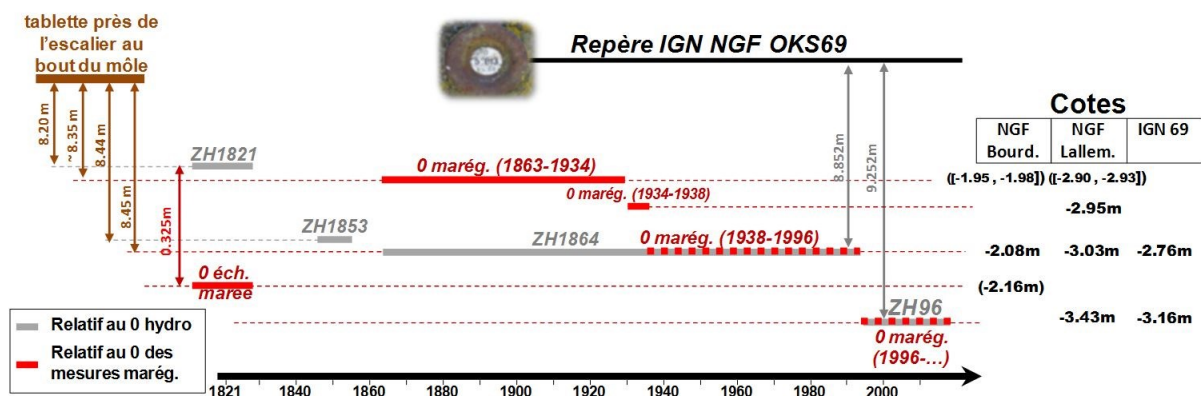 tablette près de
l'escalier au
bout du môle
Repère IGN NGF OKS69
Cotes
NGF
Bourd.
NGF
Lallem.
IGN 69
8.20 m
~ 8.35 m
8.44 m
8.45 m
0.325m
8.852m
9.252m
ZH1821
0 marég. (1863-1934)
([-1.95 , -1.98])
([-2.90 , -2.93])
0 marég. (1934-1938)
-2.95m
ZH1853
ZH1864
0 marég. (1938-1996)
-2.08m
-3.03m
-2.76m
0 éch.
marée
(-2.16m)
ZH96
-3.43m
-3.16m
0 marég.
(1996-...)
Relatif au 0 hydro
Relatif au 0 des
mesures marég.
1821 1840 1860 1880 1900 1920 1940 1960 1980 2000